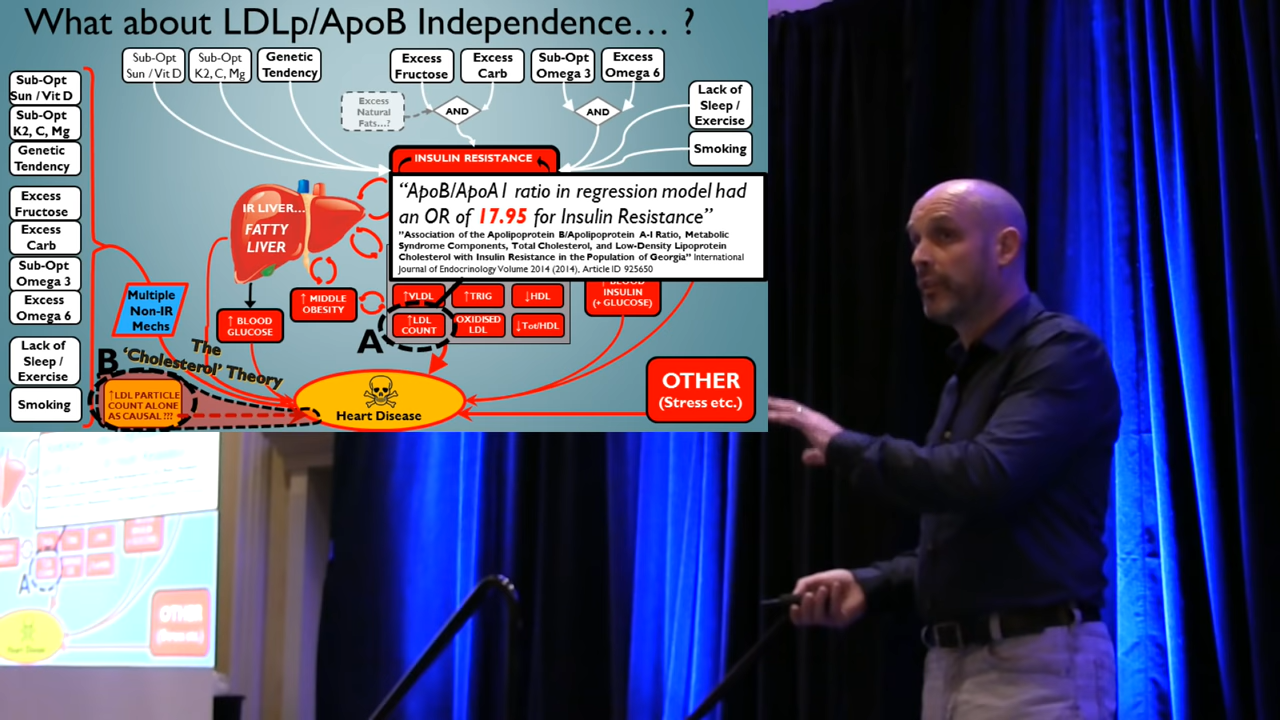 What about LDLp/ApoB Independence... ?
Sub-Opt
Sun / Vit D
Sub-Opt
K2, C, Mg
Genetic
Tendency
Excess
Fructose
Excess
Carb
Sub-Opt
Omega 3
Excess
Omega 6
Lack of
Sleep /
Exercise
Smoking
Excess
Natural
Fats...?
AND
AND
Sub-Opt
Sun / Vit D
Sub-Opt
K2, C, Mg
Genetic
Tendency
Excess
Fructose
Excess
Carb
Sub-Opt
Omega 3
Excess
Omega 6
Lack of
Sleep /
Exercise
Smoking
INSULIN RESISTANCE
"ApoB/ApoA1 ratio in regression model had
an OR of 17.95 for Insulin Resistance"
"Association of the Apolipoprotein B/Apolipoprotein A-I Ratio, Metabolic
Syndrome Components, Total Cholesterol, and Low-Density Lipoprotein
Cholesterol with Insulin Resistance in the Population of Georgia" International
Journal of Endocrinology Volume 2014 (2014), Article ID 925650
IR LIVER...
FATTY
LIVER
Multiple
Non-IR
Mechs
↑ BLOOD
GLUCOSE
↑ MIDDLE
OBESITY
↑VLDL
↑TRIG
↓HDL
↑LDL
COUNT
OXIDISED
LDL
↓Tot/HDL
↑ BLOOD
INSULIN
(+ GLUCOSE)
A
B
The
'Cholesterol' Theory
↑LDL PARTICLE
COUNT ALONE
AS CAUSAL ???
Heart Disease
OTHER
(Stress etc.)
A
OTHER
(Stress etc.)
Heart Disease